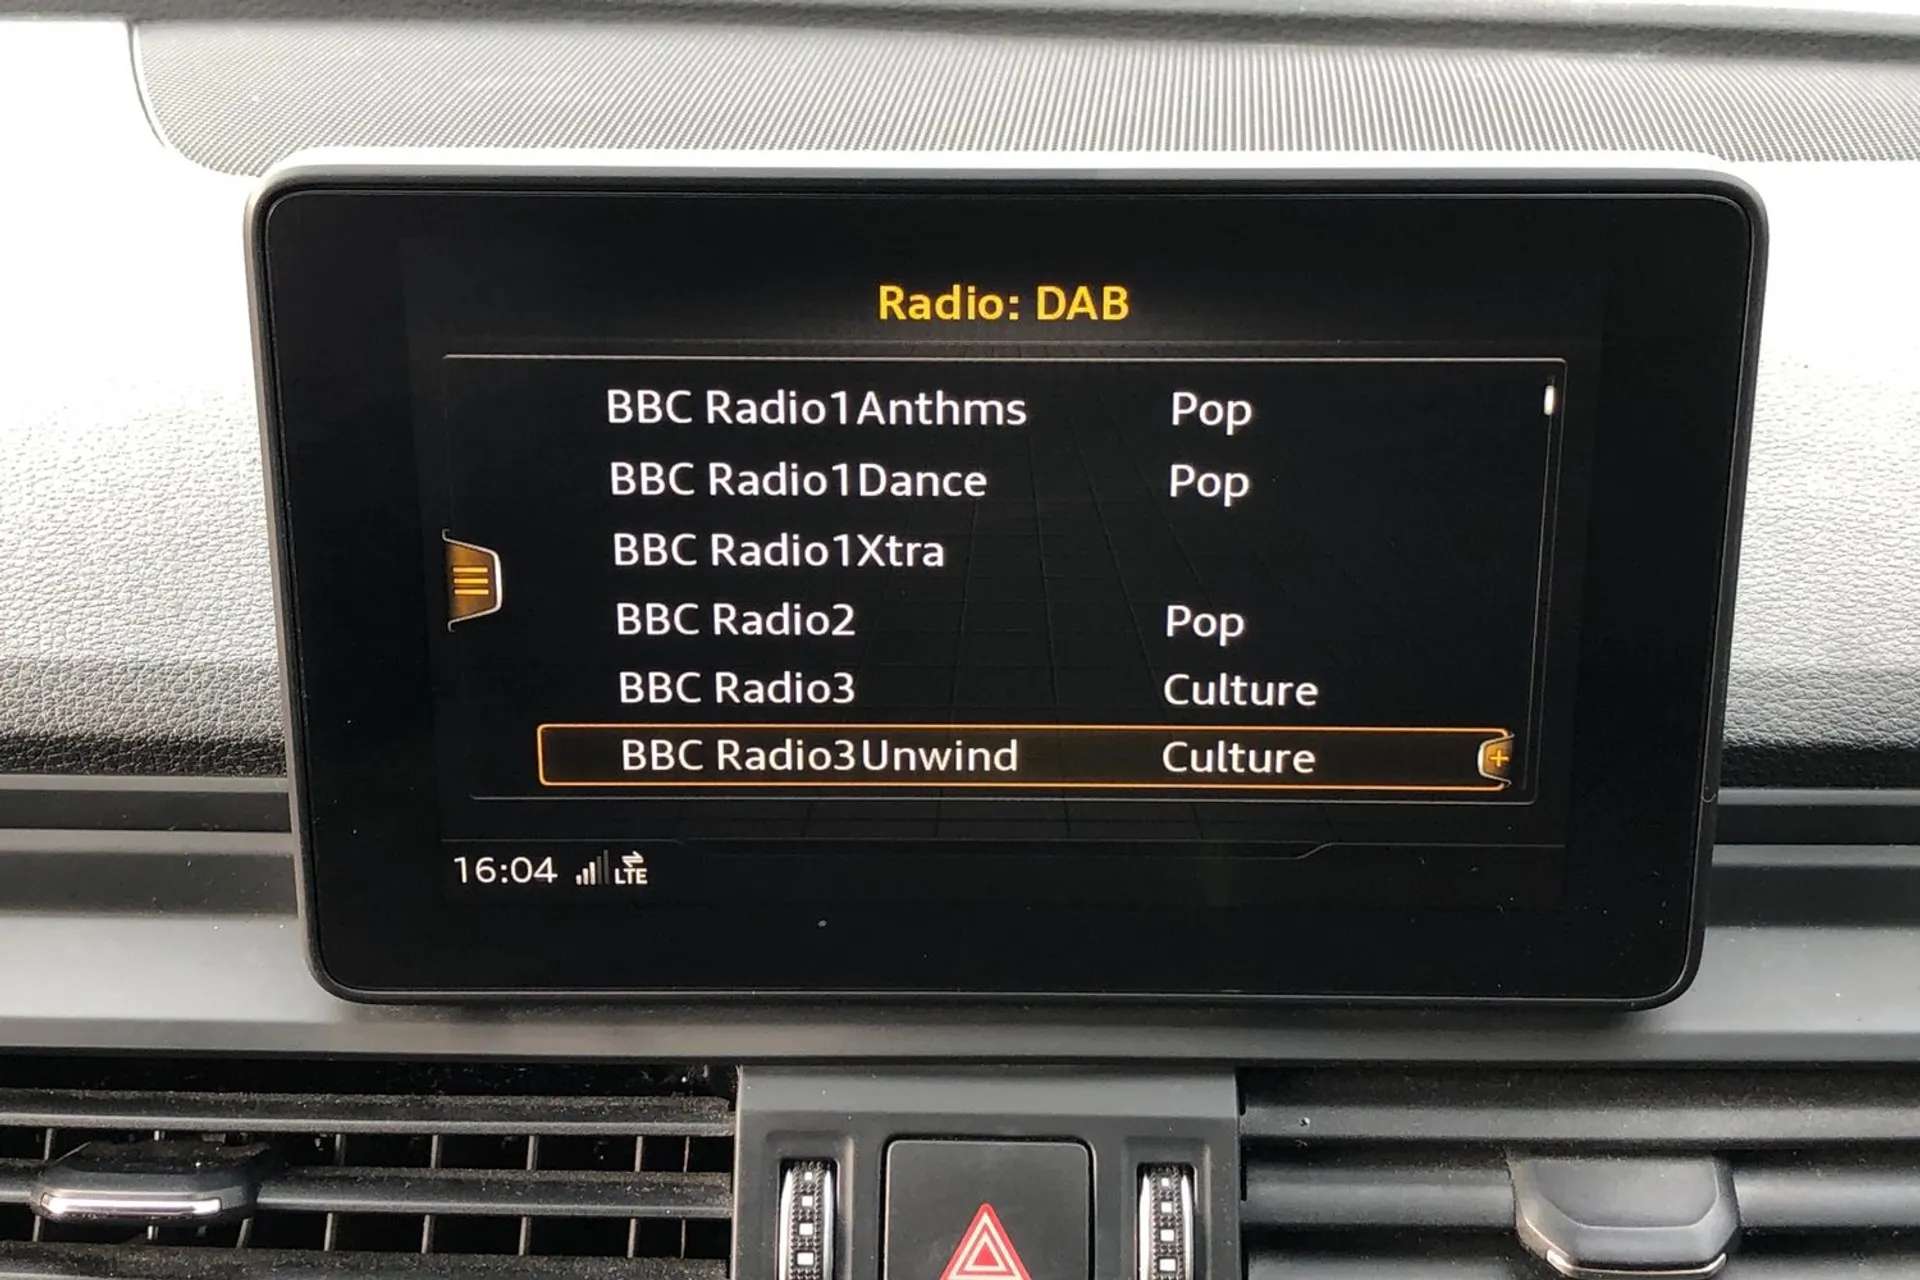 Radio: DAB
BBC Radio1Anthms Pop
BBC Radio1Dance Pop
BBC Radio1Xtra
BBC Radio2 Pop
BBC Radio3 Culture
BBC Radio3Unwind Culture
16:04 LTE